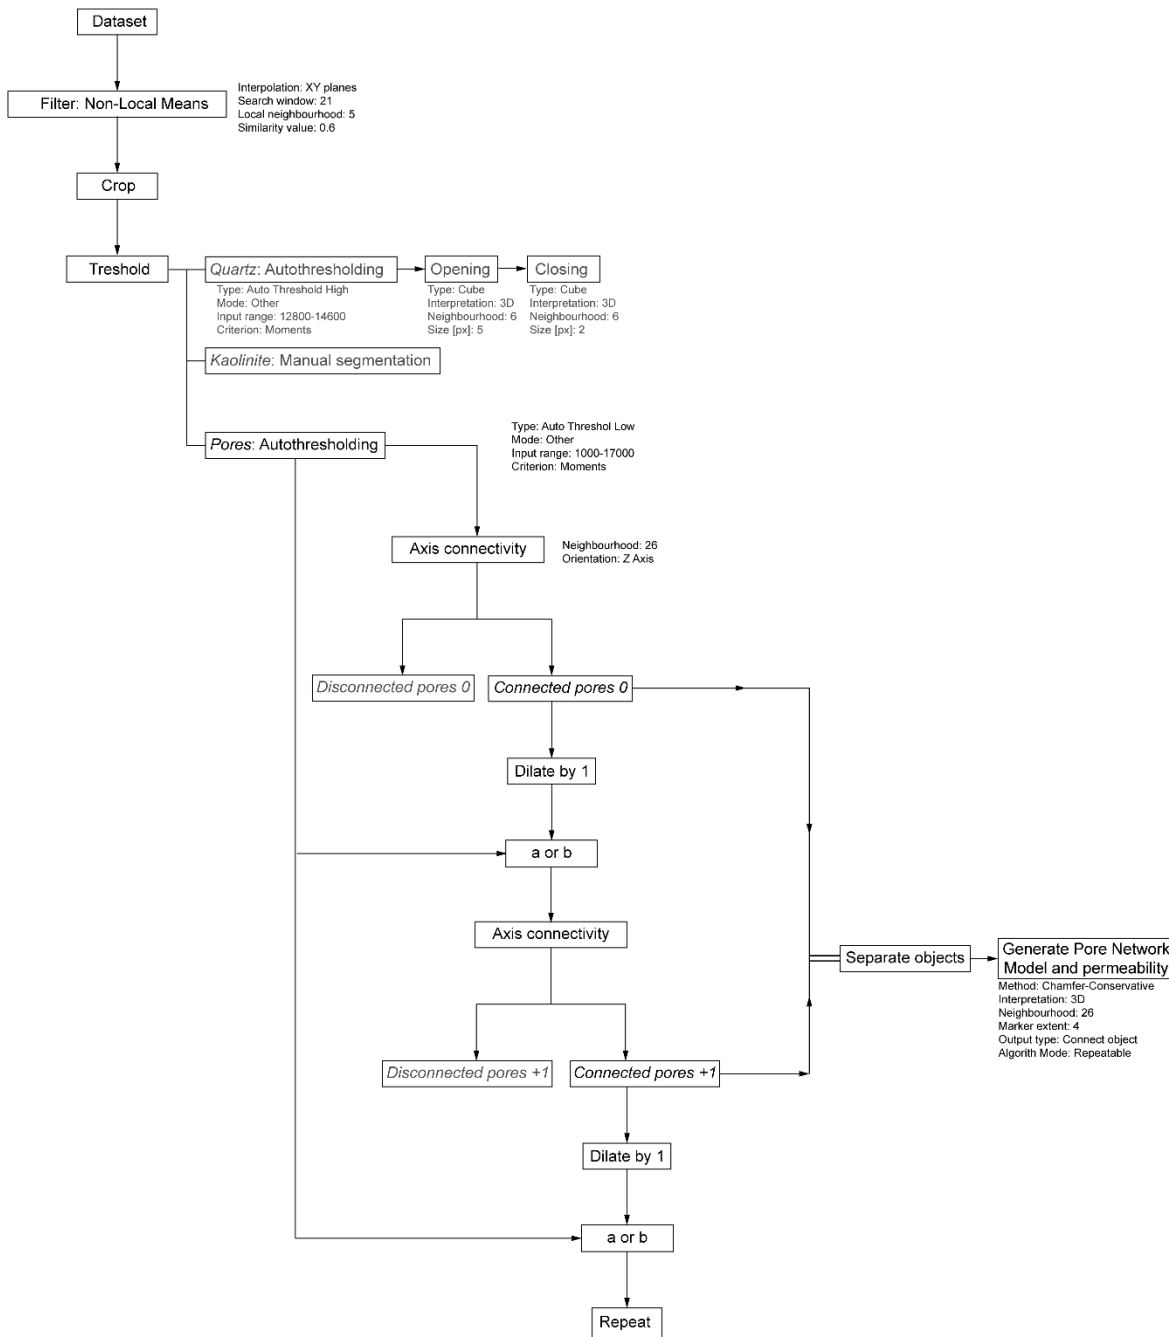 Dataset
Filter: Non-Local Means
Interpolation: XY planes
Search window: 21
Local neighbourhood: 5
Similarity value: 0.6
Crop
Treshold
Quartz: Autothresholding
Type: Auto Threshold High
Mode: Other
Input range: 12800-14600
Criterion: Moments
Opening
Type: Cube
Interpretation: 3D
Neighbourhood: 6
Size [px]: 5
Closing
Type: Cube
Interpretation: 3D
Neighbourhood: 6
Size [px]: 2
Kaolinite: Manual segmentation
Pores: Autothresholding
Type: Auto Threshol Low
Mode: Other
Input range: 1000-17000
Criterion: Moments
Axis connectivity
Neighbourhood: 26
Orientation: Z Axis
Disconnected pores 0
Connected pores 0
Dilate by 1
a or b
Axis connectivity
Separate objects
Generate Pore Network
Model and permeability
Method: Chamfer-Conservative
Interpretation: 3D
Neighbourhood: 26
Marker extent: 4
Output type: Connect object
Algorith Mode: Repeatable
Disconnected pores +1
Connected pores +1
Dilate by 1
a or b
Repeat